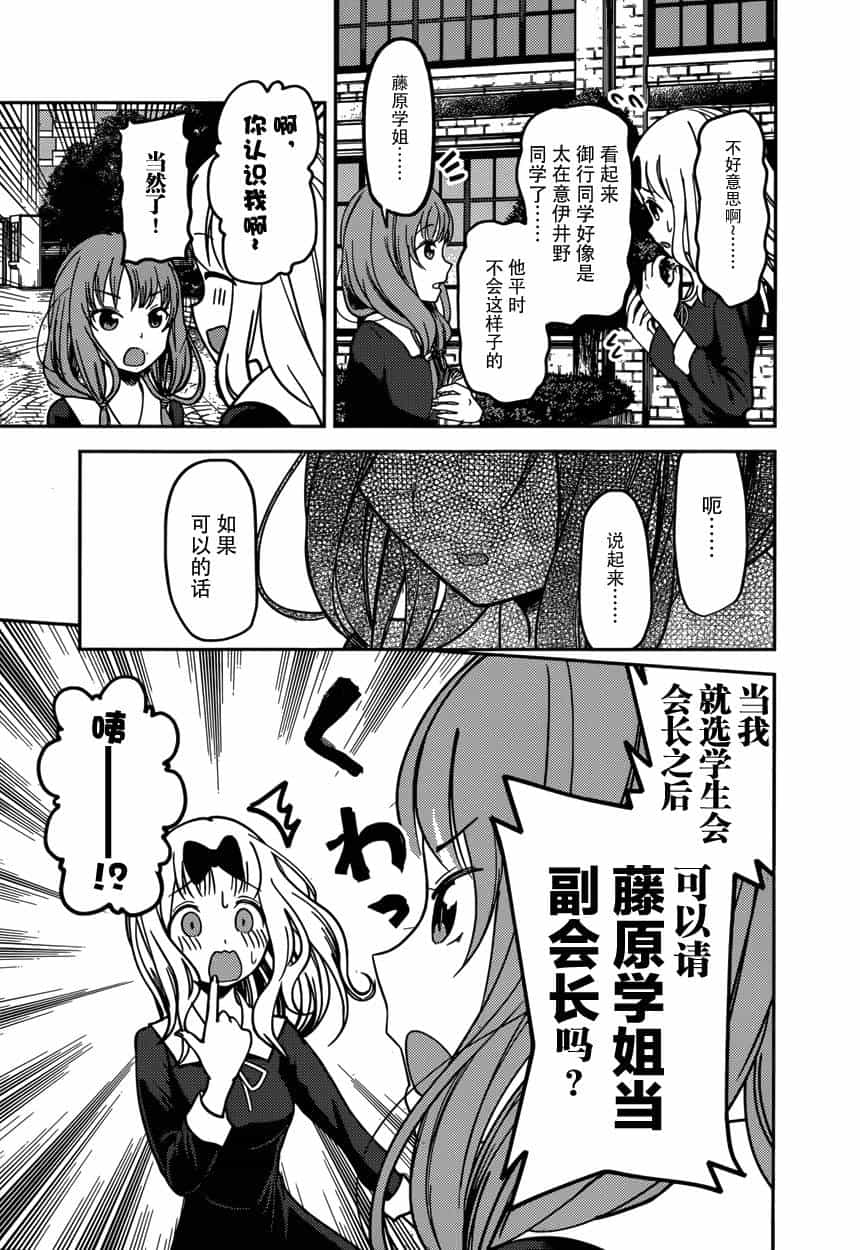 不好意思啊~……
看起来
御行同学好像是
太在意伊井野
同学了……
他平时
不会这样子的
藤原学姐……
啊，
你认识我啊~
当然了！
呃……
说起来……
如果
可以的话
当我
就选学生会
会长之后
可以请
藤原学姐当
副会长吗？
くわっ
咦——!?